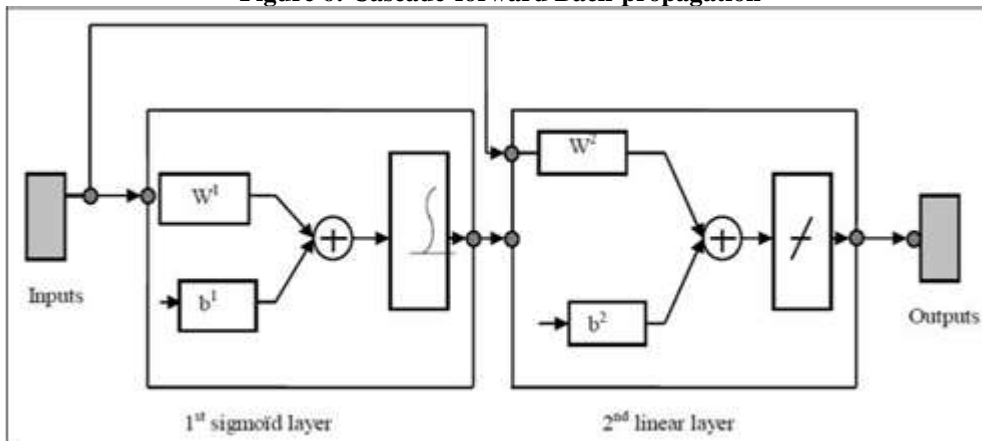 Figure 6: Cascade-forward Back-propagation
W¹
W²
b¹
b²
Inputs
Outputs
1st sigmoïd layer
2nd linear layer